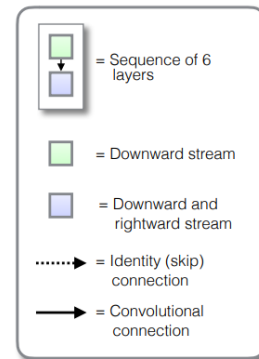 = Sequence of 6
layers
= Downward stream
= Downward and
rightward stream
= Identity (skip)
connection
= Convolutional
connection